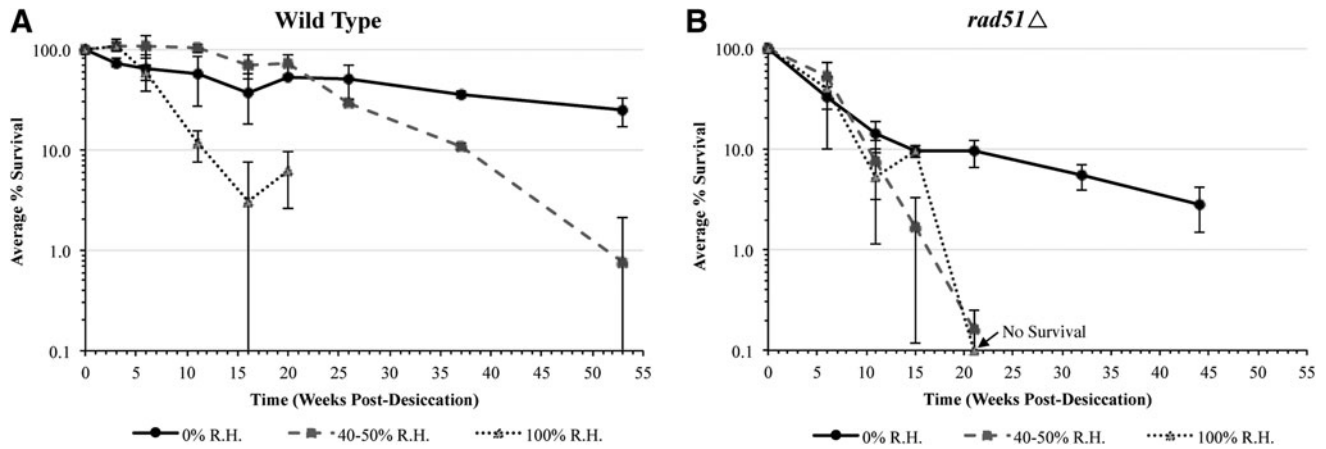 A
Wild Type
Average % Survival
100.0
10.0
1.0
0.1
0 5 10 15 20 25 30 35 40 45 50 55
Time (Weeks Post-Desiccation)
0% R.H. 40-50% R.H. 100% R.H.
B
rad51△
Average % Survival
100.0
10.0
1.0
0.1
No Survival
0 5 10 15 20 25 30 35 40 45 50 55
Time (Weeks Post-Desiccation)
0% R.H. 40-50% R.H. 100% R.H.